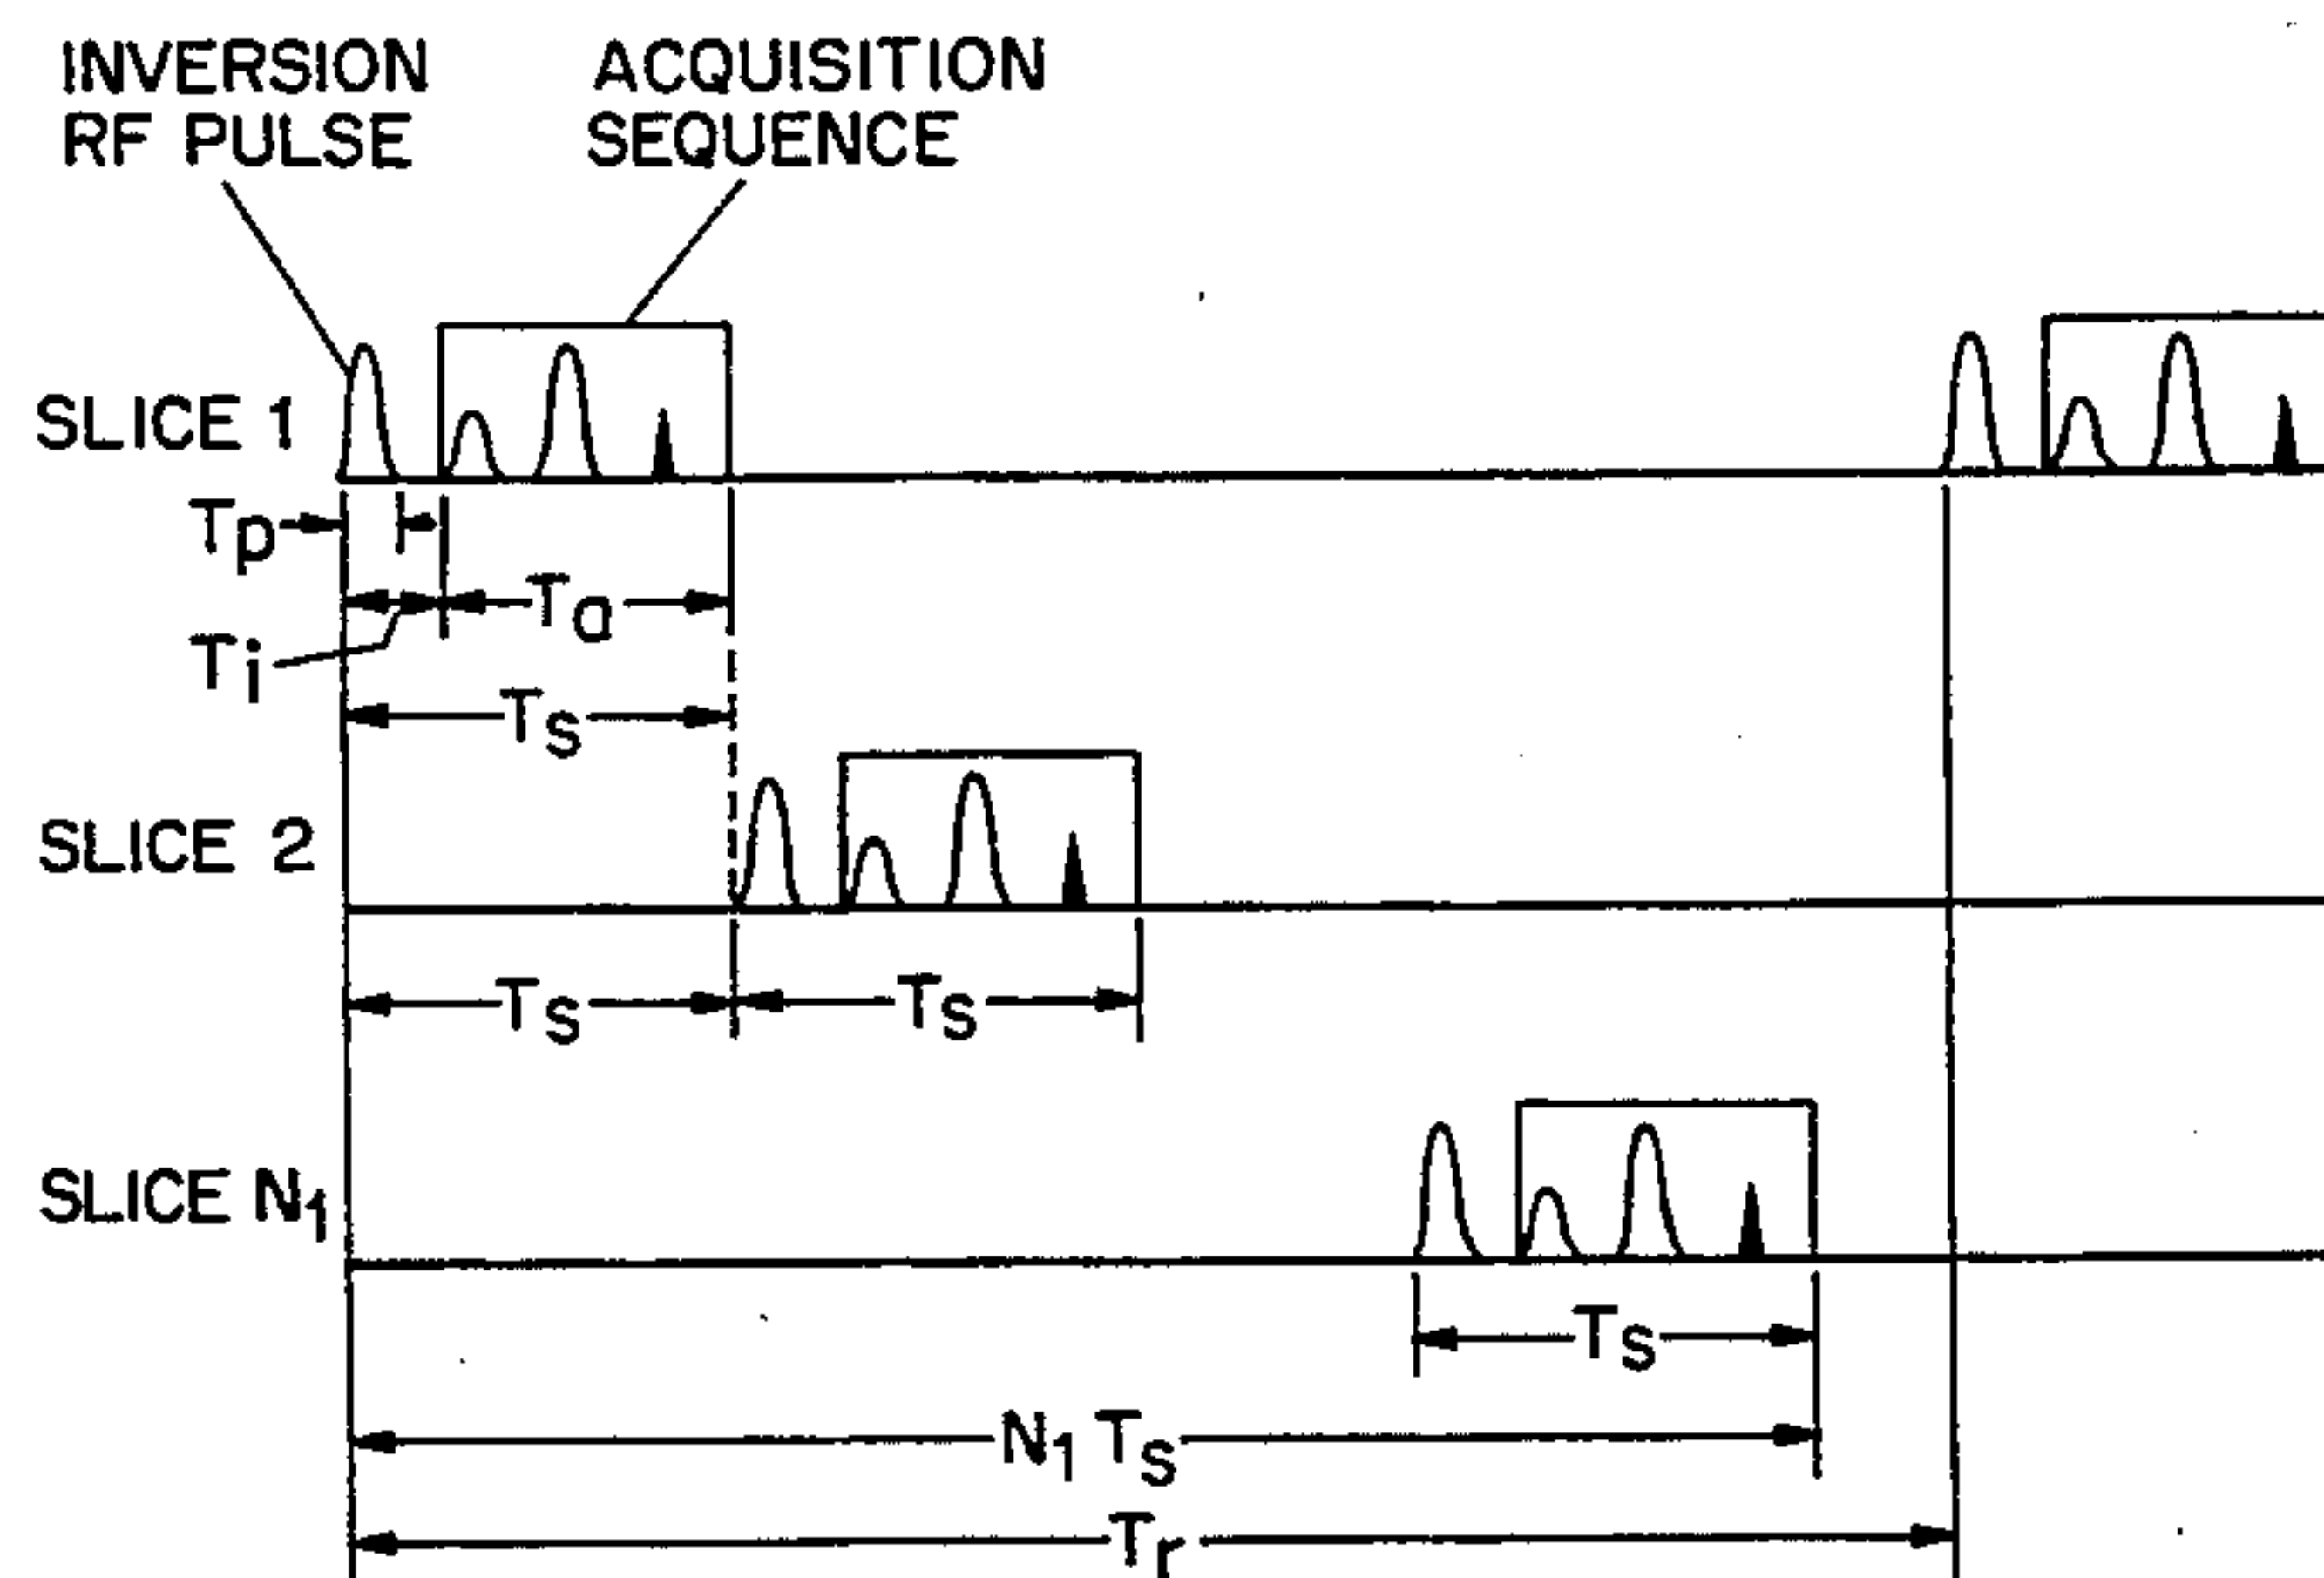 INVERSION
RF PULSE
ACQUISITION
SEQUENCE
SLICE 1
Tp
Ta
Ti
Ts
SLICE 2
Ts
Ts
SLICE N1
Ts
N1 Ts
Tr